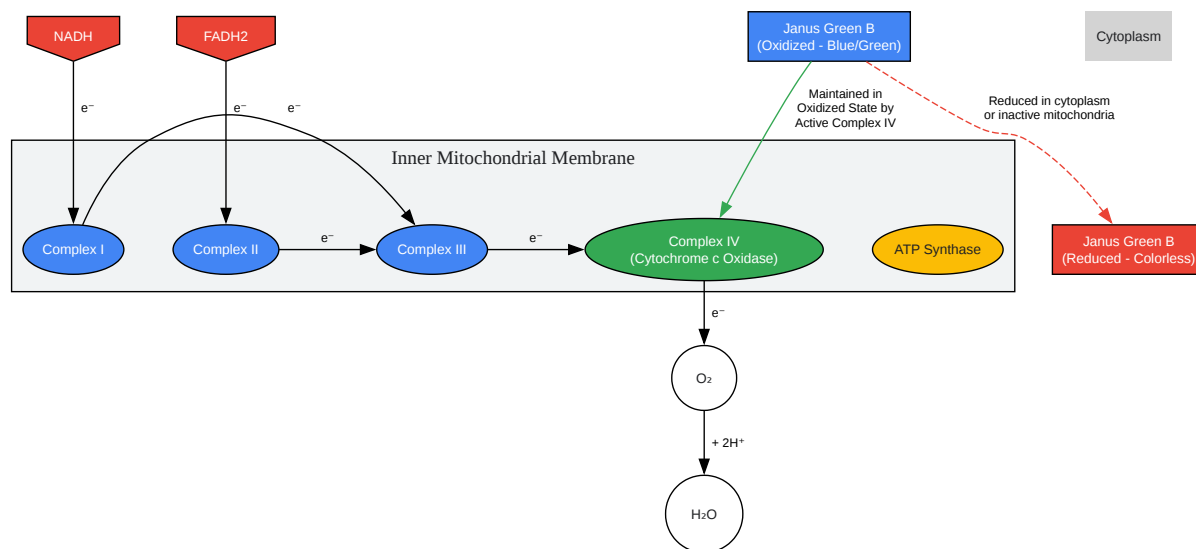 NADH
FADH2
Janus Green B
(Oxidized - Blue/Green)
Cytoplasm
e⁻
e⁻
e⁻
Maintained in
Oxidized State by
Active Complex IV
Reduced in cytoplasm
or inactive mitochondria
Inner Mitochondrial Membrane
Complex I
Complex II
e⁻
Complex III
e⁻
Complex IV
(Cytochrome c Oxidase)
ATP Synthase
Janus Green B
(Reduced - Colorless)
e⁻
O₂
+ 2H⁺
H₂O